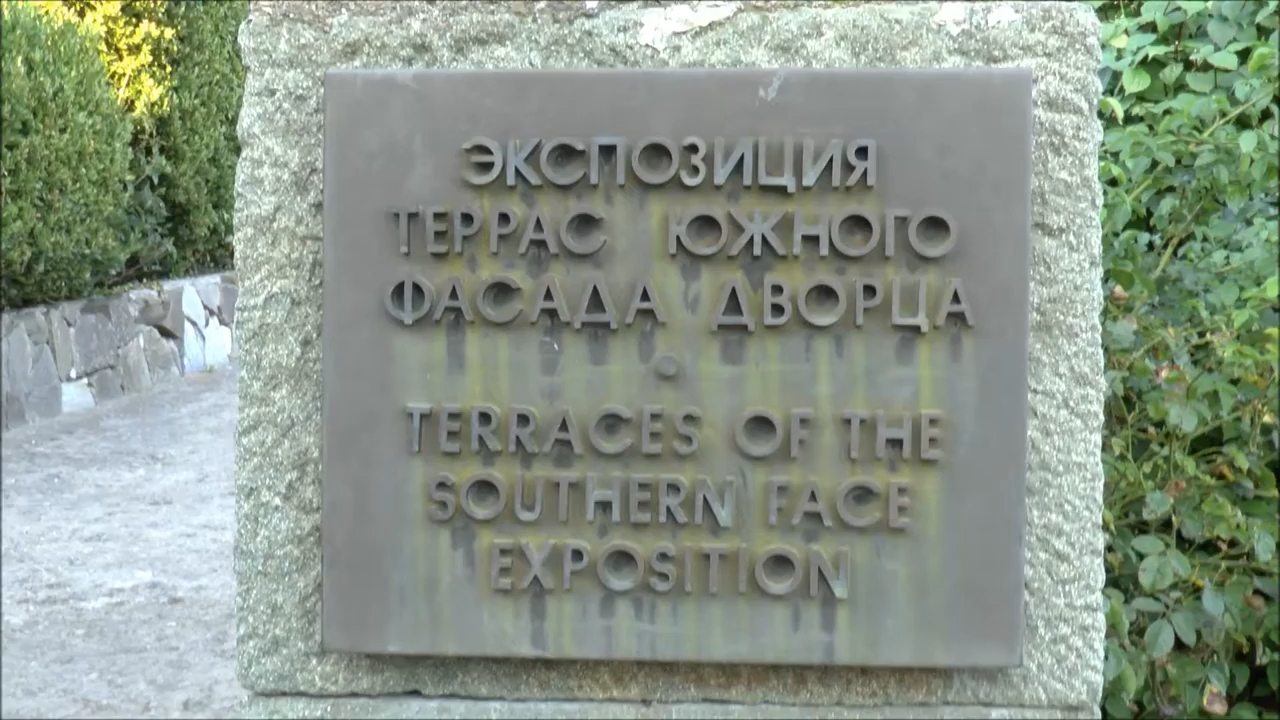 ЭКСПОЗИЦИЯ
ТЕРРАС ЮЖНОГО
ФАСАДА ДВОРЦА
TERRACES OF THE
SOUTHERN FACE
EXPOSITION